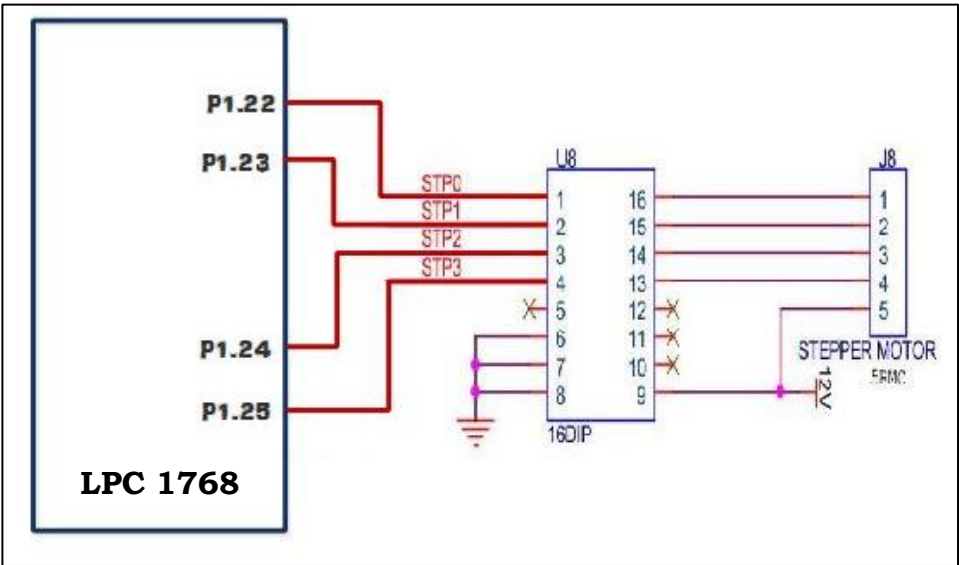 P1.22
P1.23
P1.24
P1.25
LPC 1768
STP0
STP1
STP2
STP3
U8
1 16
2 15
3 14
4 13
5 12
6 11
7 10
8 9
16DIP
J8
1
2
3
4
5
STEPPER MOTOR
12V